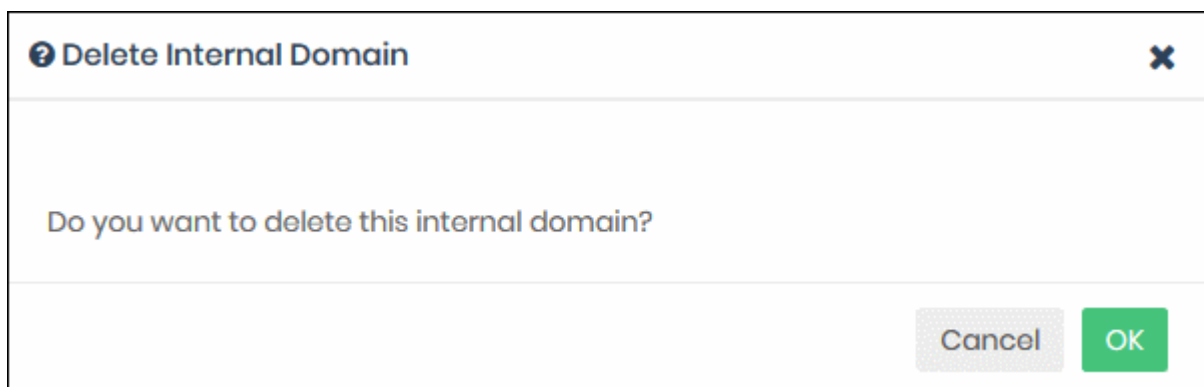 Delete Internal Domain
Do you want to delete this internal domain?
Cancel OK